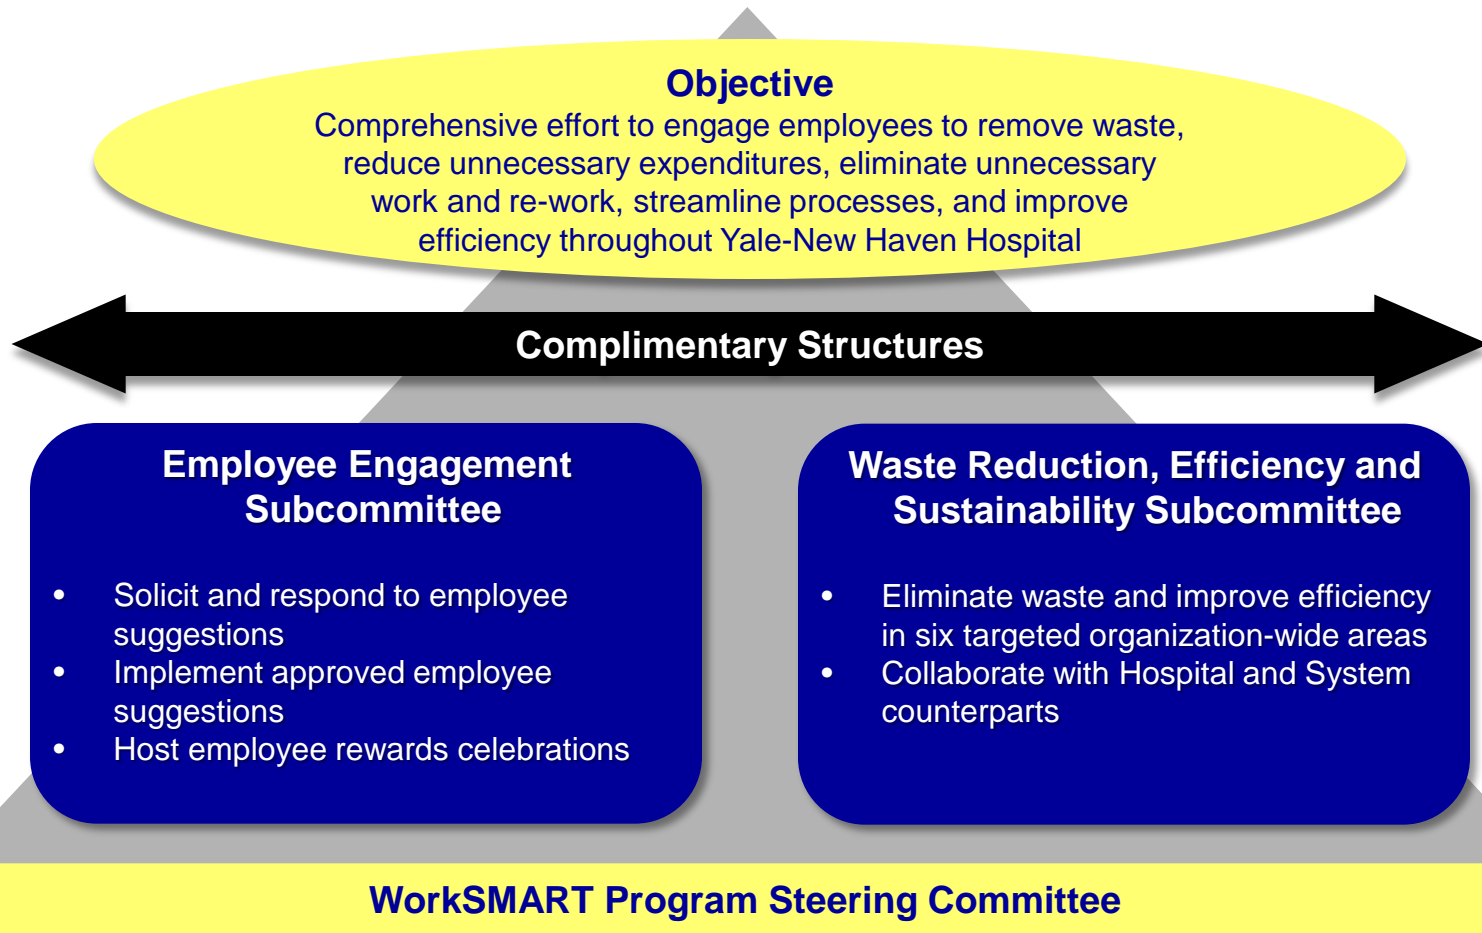 Objective
Comprehensive effort to engage employees to remove waste,
reduce unnecessary expenditures, eliminate unnecessary
work and re-work, streamline processes, and improve
efficiency throughout Yale-New Haven Hospital
Complimentary Structures
Employee Engagement
Subcommittee
• Solicit and respond to employee
suggestions
• Implement approved employee
suggestions
• Host employee rewards celebrations
Waste Reduction, Efficiency and
Sustainability Subcommittee
• Eliminate waste and improve efficiency
in six targeted organization-wide areas
• Collaborate with Hospital and System
counterparts
WorkSMART Program Steering Committee